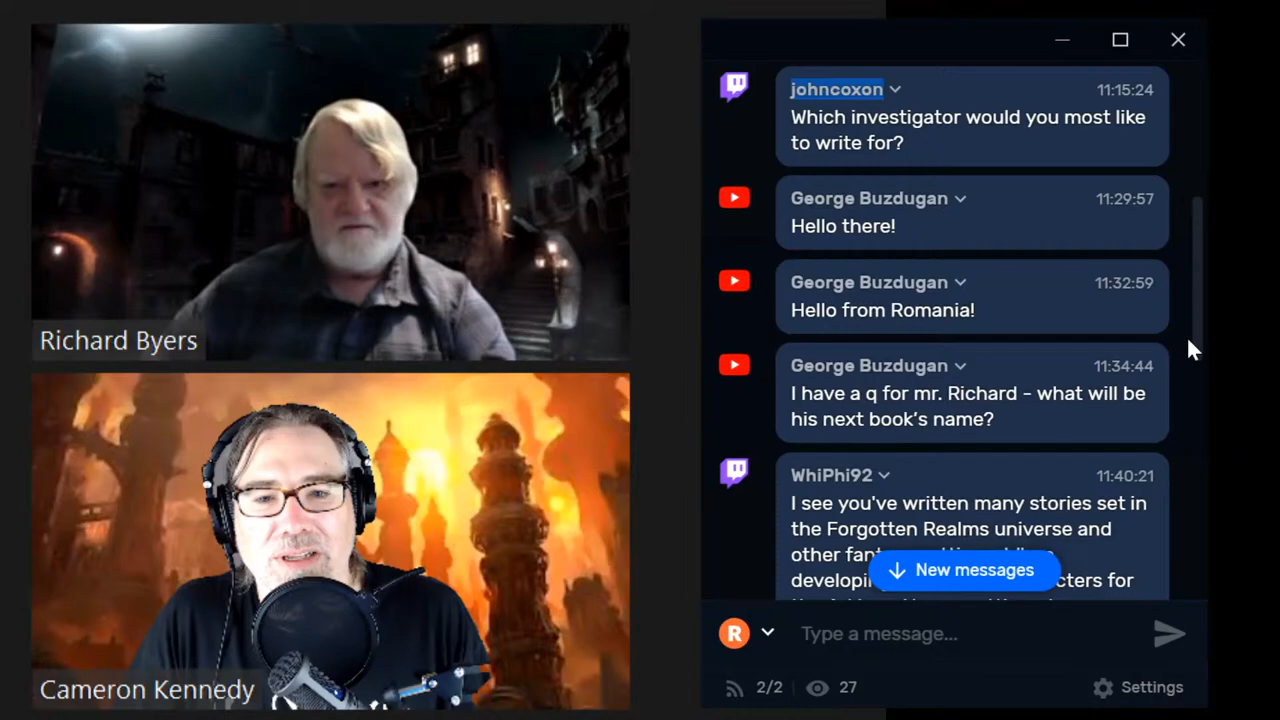 Richard Byers
Cameron Kennedy
johncoxon
11:15:24
Which investigator would you most like
to write for?
George Buzdugan
11:29:57
Hello there!
George Buzdugan
11:32:59
Hello from Romania!
George Buzdugan
11:34:44
I have a q for mr. Richard - what will be
his next book’s name?
WhiPhi92
11:40:21
I see you've written many stories set in
the Forgotten Realms universe and
other
for
New messages
R
Type a message...
2/2
27
Settings